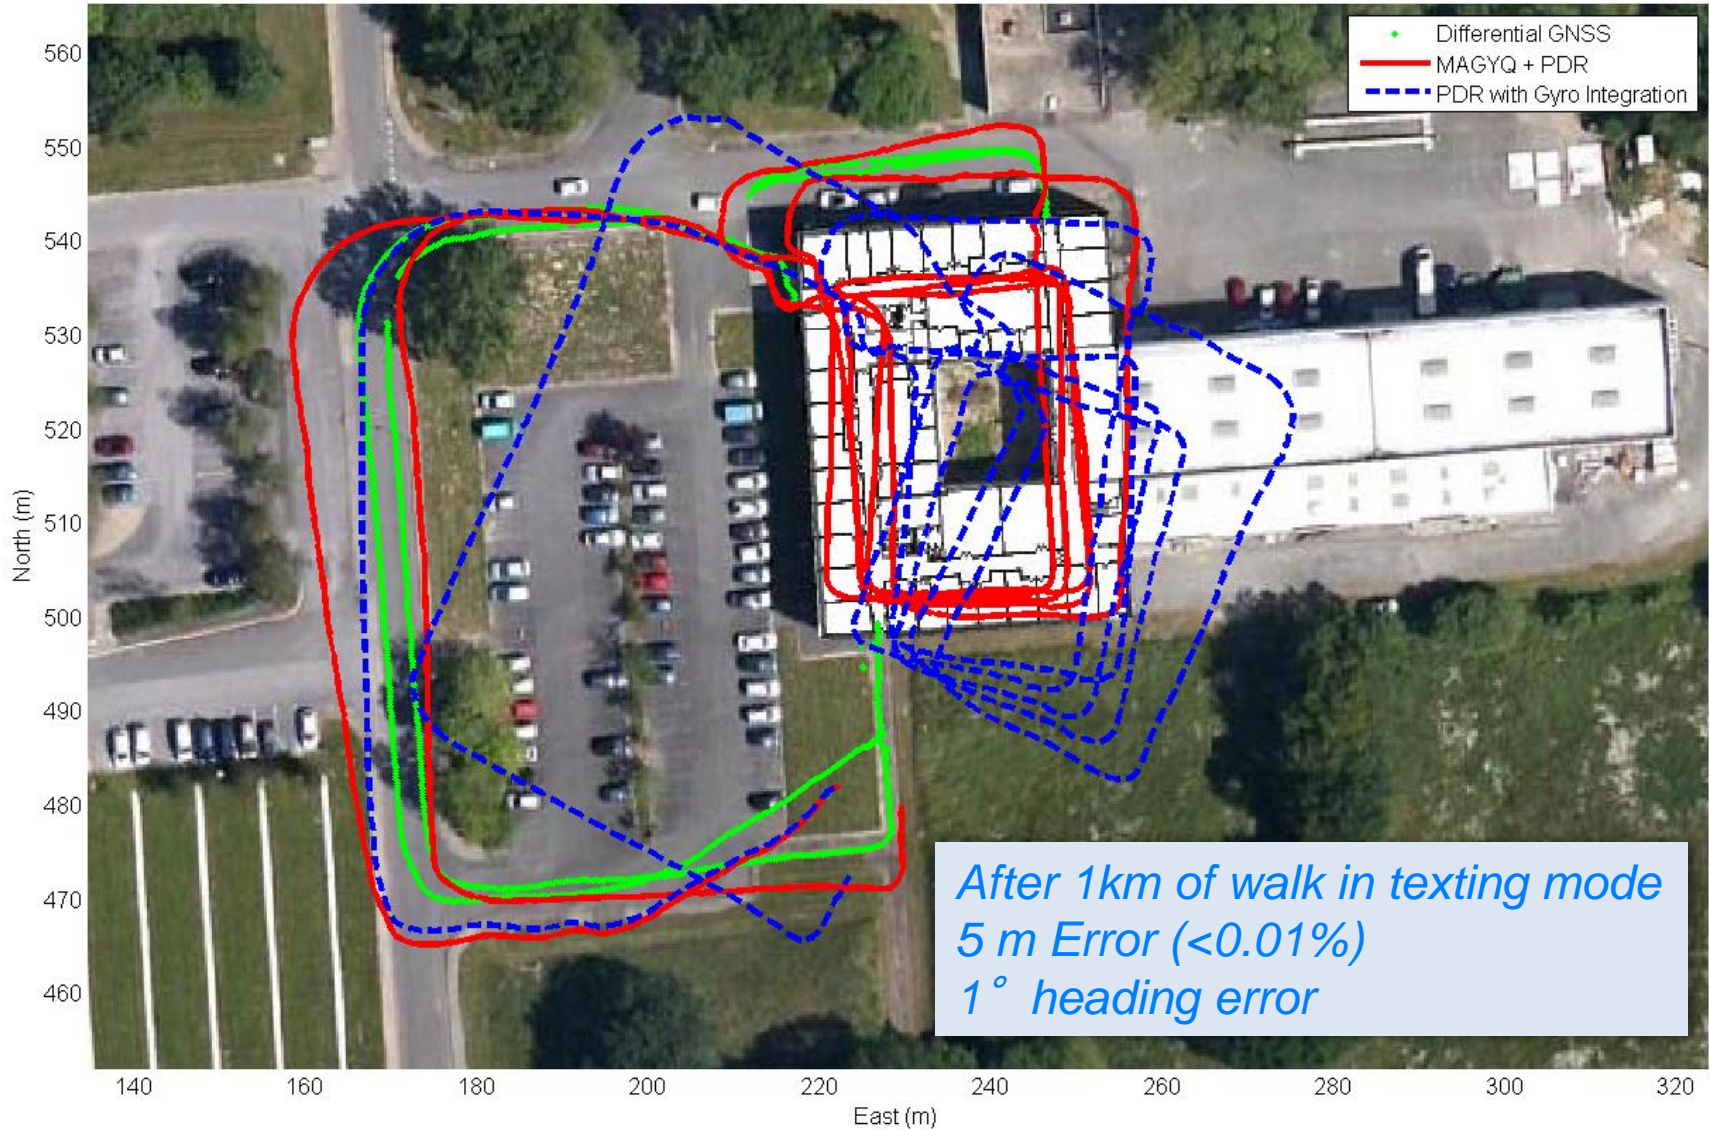 Differential GNSS
MAGYQ + PDR
PDR with Gyro Integration
560
550
540
530
520
510
500
490
480
470
460
North (m)
After 1km of walk in texting mode
5 m Error (<0.01%)
1° heading error
140 160 180 200 220 240 260 280 300 320
East (m)